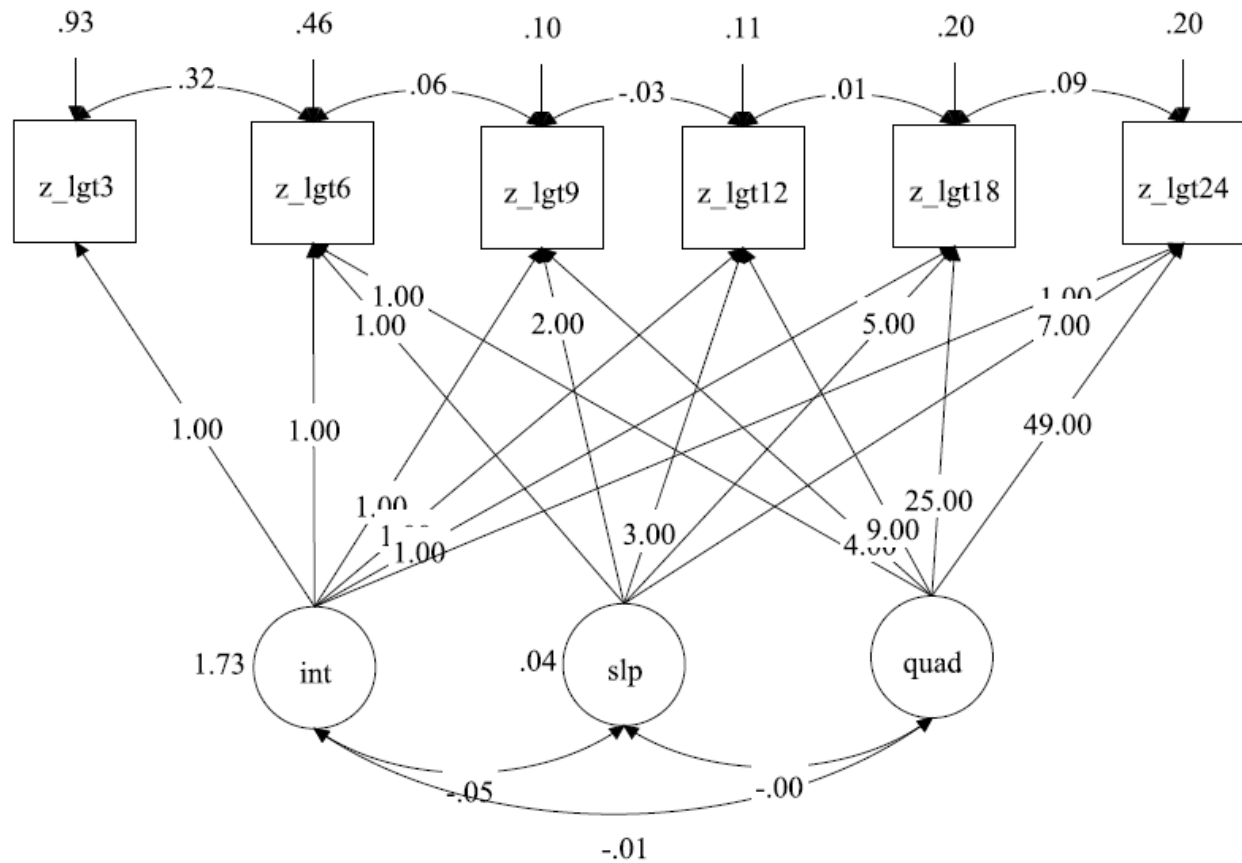 .93 .46 .10 .11 .20 .20
.32 .06 -.03 .01 .09
z_lgt3 z_lgt6 z_lgt9 z_lgt12 z_lgt18 z_lgt24
1.00 1.00
1.00 2.00 5.00 7.00
1.00 1.00 49.00
1.00 25.00
3.00 9.00
1.00 4.00
1.73 int .04 slp quad
-.05 -.00
-.01